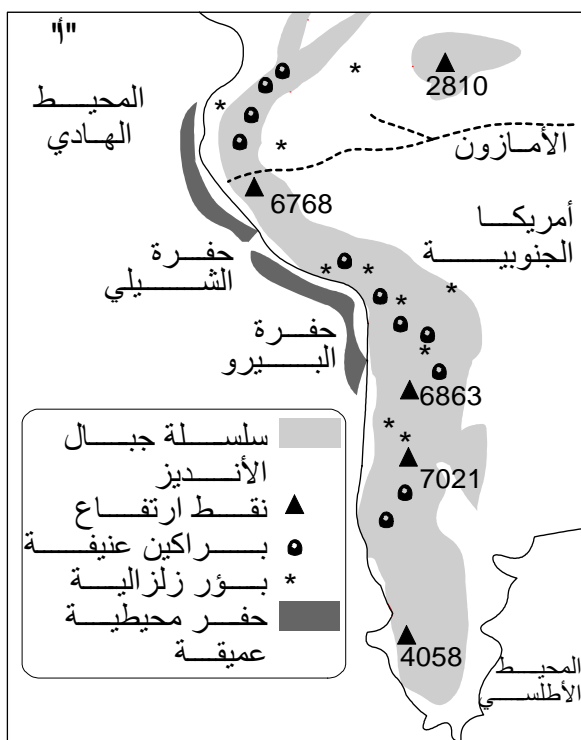 "أ"
المحيط
الهادي
2810
الأمازون
6768
أمريكا
الجنوبية
حفرة
الشيلي
حفرة
البيرو
6863
7021
سلسلة جبال
الأنديز
نقط ارتفاع
براكين عنيفة
بؤر زلزالية
حفر محيطية
عميقة
4058
المحيط
الأطلسي